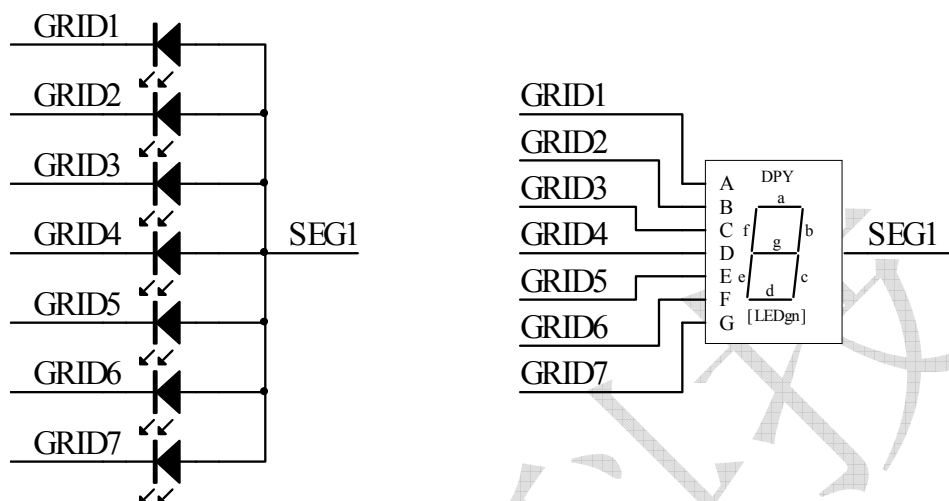 GRID1
GRID2
GRID3
GRID4
GRID5
GRID6
GRID7
SEG1
GRID1
GRID2
GRID3
GRID4
GRID5
GRID6
GRID7
A
B
C
D
E
F
G
DPY
a
f
b
g
e
c
d
[LEDgn]
SEG1